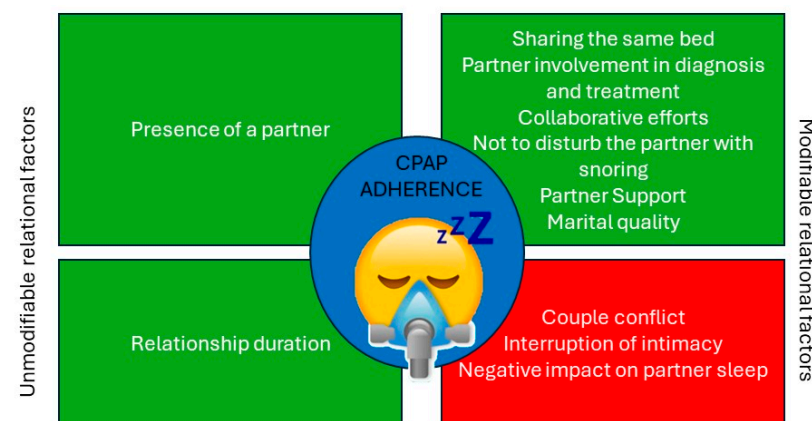 Unmodifiable relational factors
Presence of a partner
Relationship duration
CPAP
ADHERENCE
z z Z
Sharing the same bed
Partner involvement in diagnosis
and treatment
Collaborative efforts
Not to disturb the partner with
snoring
Partner Support
Marital quality
Couple conflict
Interruption of intimacy
Negative impact on partner sleep
Modifiable relational factors